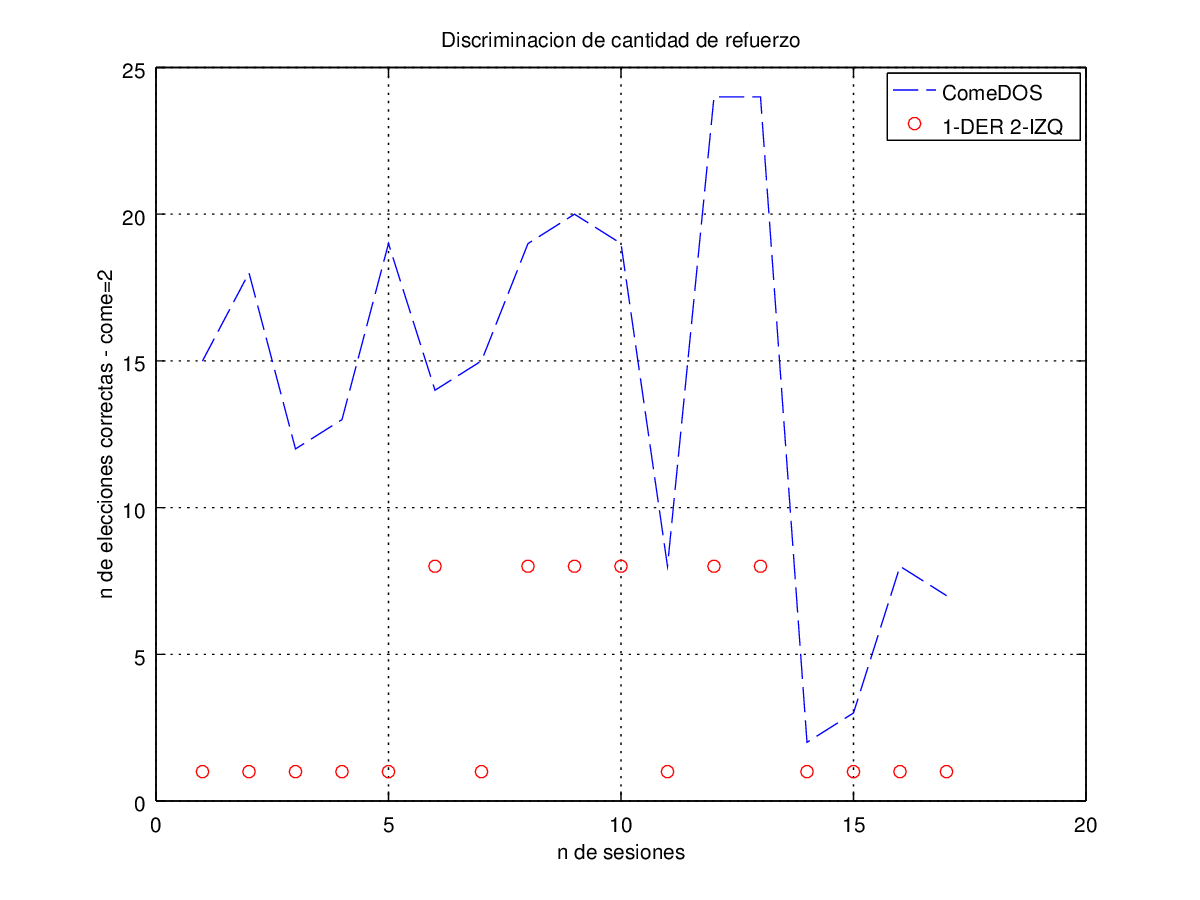 Discriminacion de cantidad de refuerzo
25
20
15
10
5
0
0 5 10 15 20
n de elecciones correctas - come=2
n de sesiones
ComeDOS
1-DER 2-IZQ